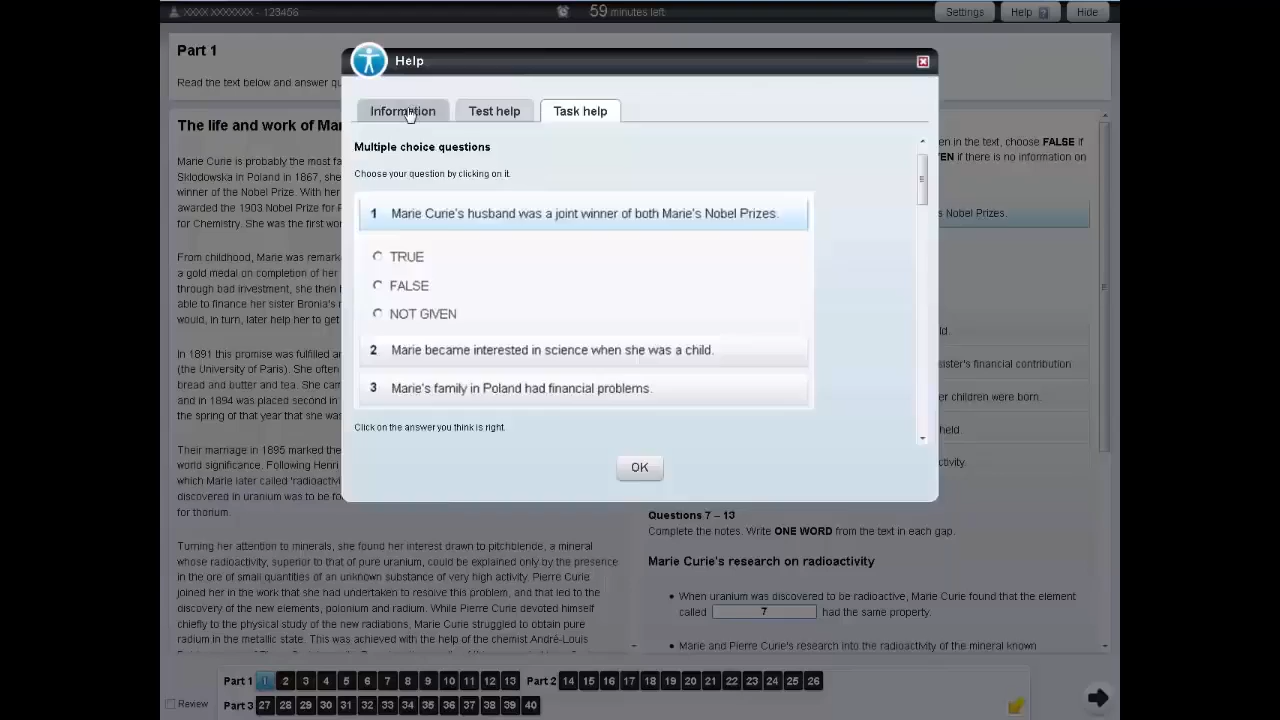 XXXX XXXXXXX - 123456
59 minutes left
Settings
Help ?
Hide
Part 1
Read the text below and answer qu
Help
Information
Test help
Task help
Multiple choice questions
Choose your question by clicking on it.
1 Marie Curie's husband was a joint winner of both Marie's Nobel Prizes.
TRUE
FALSE
NOT GIVEN
2 Marie became interested in science when she was a child.
3 Marie's family in Poland had financial problems.
Click on the answer you think is right.
OK
The life and work of Mar
Marie Curie is probably the most fa
Sklodowska in Poland in 1867, she
winner of the Nobel Prize. With her
awarded the 1903 Nobel Prize for P
for Chemistry. She was the first wor
From childhood, Marie was remark
a gold medal on completion of her
through bad investment, she then
able to finance her sister Bronia's
would, in turn, later help her to get
In 1891 this promise was fulfilled an
(the University of Paris). She often
bread and butter and tea. She cam
and in 1894 was placed second in
the spring of that year that she was
Their marriage in 1895 marked the
world significance. Following Henri
which Marie later called 'radioactivi
discovered in uranium was to be fo
for thorium.
Turning her attention to minerals, she found her interest drawn to pitchblende, a mineral
whose radioactivity, superior to that of pure uranium, could be explained only by the presence
in the ore of small quantities of an unknown substance of very high activity. Pierre Curie
joined her in the work that she had undertaken to resolve this problem, and that led to the
discovery of the new elements, polonium and radium. While Pierre Curie devoted himself
chiefly to the physical study of the new radiations, Marie Curie struggled to obtain pure
radium in the metallic state. This was achieved with the help of the chemist André-Louis
en in the text, choose FALSE if
EN if there is no information on
s Nobel Prizes.
ld.
sister's financial contribution
er children were born.
held.
activity.
Questions 7 – 13
Complete the notes. Write ONE WORD from the text in each gap.
Marie Curie's research on radioactivity
• When uranium was discovered to be radioactive, Marie Curie found that the element
called 7 had the same property.
• Marie and Pierre Curie's research into the radioactivity of the mineral known
Part 1 1 2 3 4 5 6 7 8 9 10 11 12 13 Part 2 14 15 16 17 18 19 20 21 22 23 24 25 26
Review
Part 3 27 28 29 30 31 32 33 34 35 36 37 38 39 40